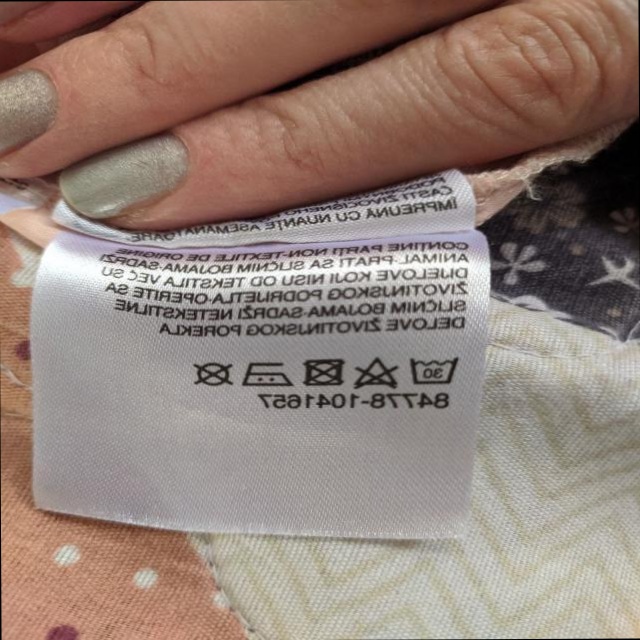 IMPREUNĂ CU NUANȚE ASEMĂNĂTOARE.
CONTINE PARTI NON-TEXTILE DE ORIGINE
ANIMAL-PRATI SA SLIČNIM BOJAMA-SADRŽI
DIJELOVE KOJI NISU OD TEKSTILA VEĆ SU
ŽIVOTINJSKOG PODRIJETLA-OPERITE SA
SLIČNIM BOJAMA-SADRŽI NETEKSTILNE
DELOVE ŽIVOTINJSKOG POREKLA
30
84778-1041657